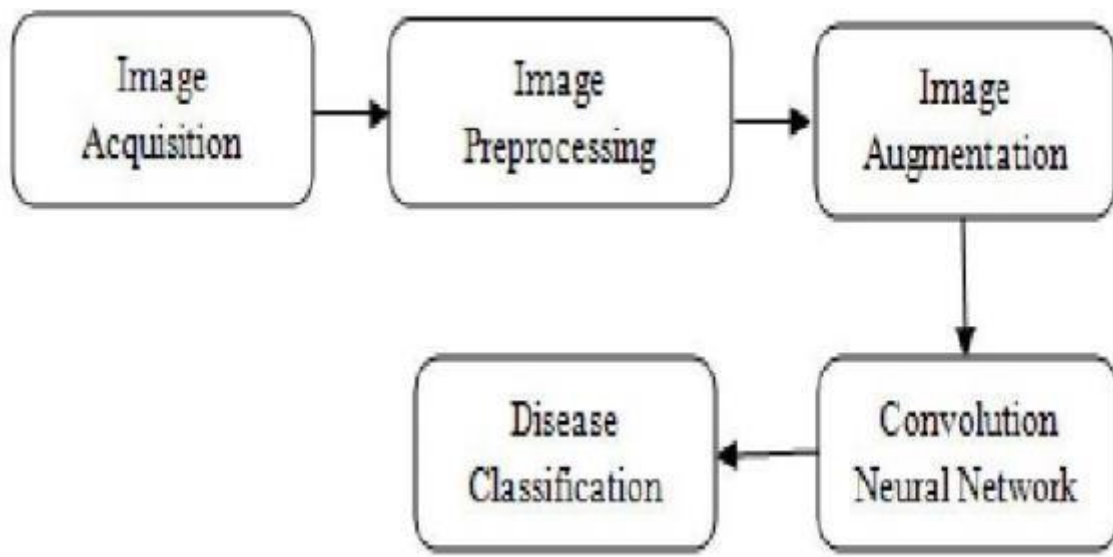 Image
Acquisition
Image
Preprocessing
Image
Augmentation
Convolution
Neural Network
Disease
Classification